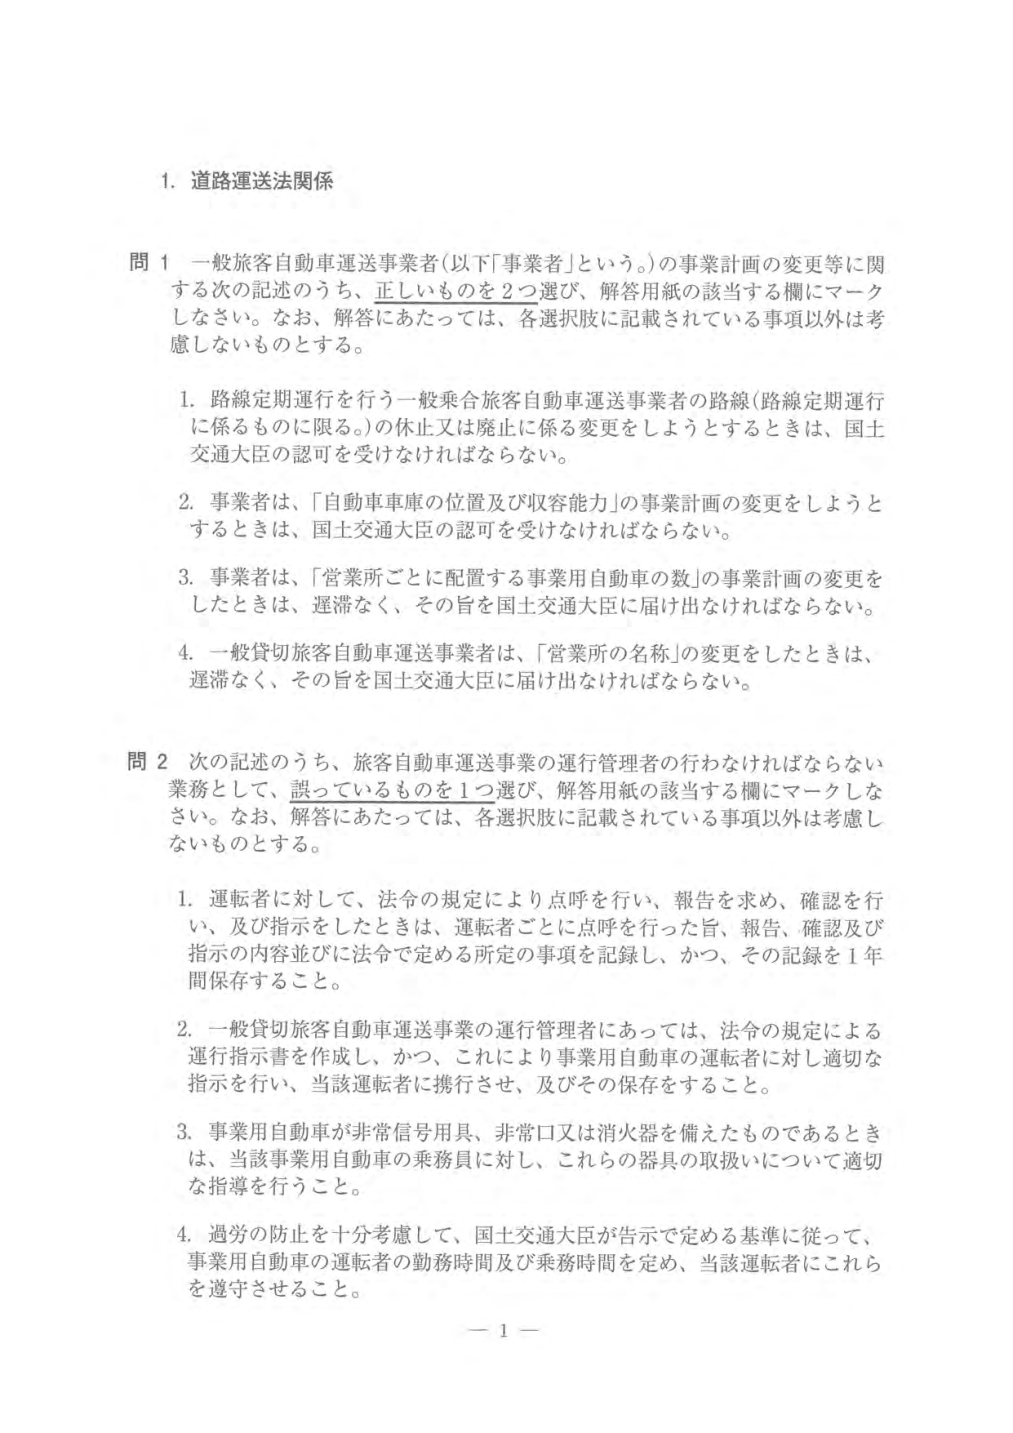 1. 道路運送法関係
問 1 一般旅客自動車運送事業者(以下「事業者」という。)の事業計画の変更等に関
する次の記述のうち、正しいものを2つ選び、解答用紙の該当する欄にマーク
しなさい。なお、解答にあたっては、各選択肢に記載されている事項以外は考
慮しないものとする。
1. 路線定期運行を行う一般乗合旅客自動車運送事業者の路線(路線定期運行
に係るものに限る。)の休止又は廃止に係る変更をしようとするときは、国土
交通大臣の認可を受けなければならない。
2. 事業者は、「自動車車庫の位置及び収容能力」の事業計画の変更をしようと
するときは、国土交通大臣の認可を受けなければならない。
3. 事業者は、「営業所ごとに配置する事業用自動車の数」の事業計画の変更を
したときは、遅滞なく、その旨を国土交通大臣に届け出なければならない。
4. 一般貸切旅客自動車運送事業者は、「営業所の名称」の変更をしたときは、
遅滞なく、その旨を国土交通大臣に届け出なければならない。
問 2 次の記述のうち、旅客自動車運送事業の運行管理者の行わなければならない
業務として、誤っているものを1つ選び、解答用紙の該当する欄にマークしな
さい。なお、解答にあたっては、各選択肢に記載されている事項以外は考慮し
ないものとする。
1. 運転者に対して、法令の規定により点呼を行い、報告を求め、確認を行
い、及び指示をしたときは、運転者ごとに点呼を行った旨、報告、確認及び
指示の内容並びに法令で定める所定の事項を記録し、かつ、その記録を1年
間保存すること。
2. 一般貸切旅客自動車運送事業の運行管理者にあっては、法令の規定による
運行指示書を作成し、かつ、これにより事業用自動車の運転者に対し適切な
指示を行い、当該運転者に携行させ、及びその保存をすること。
3. 事業用自動車が非常信号用具、非常口又は消火器を備えたものであるとき
は、当該事業用自動車の乗務員に対し、これらの器具の取扱いについて適切
な指導を行うこと。
4. 過労の防止を十分考慮して、国土交通大臣が告示で定める基準に従って、
事業用自動車の運転者の勤務時間及び乗務時間を定め、当該運転者にこれら
を遵守させること。
— 1 —